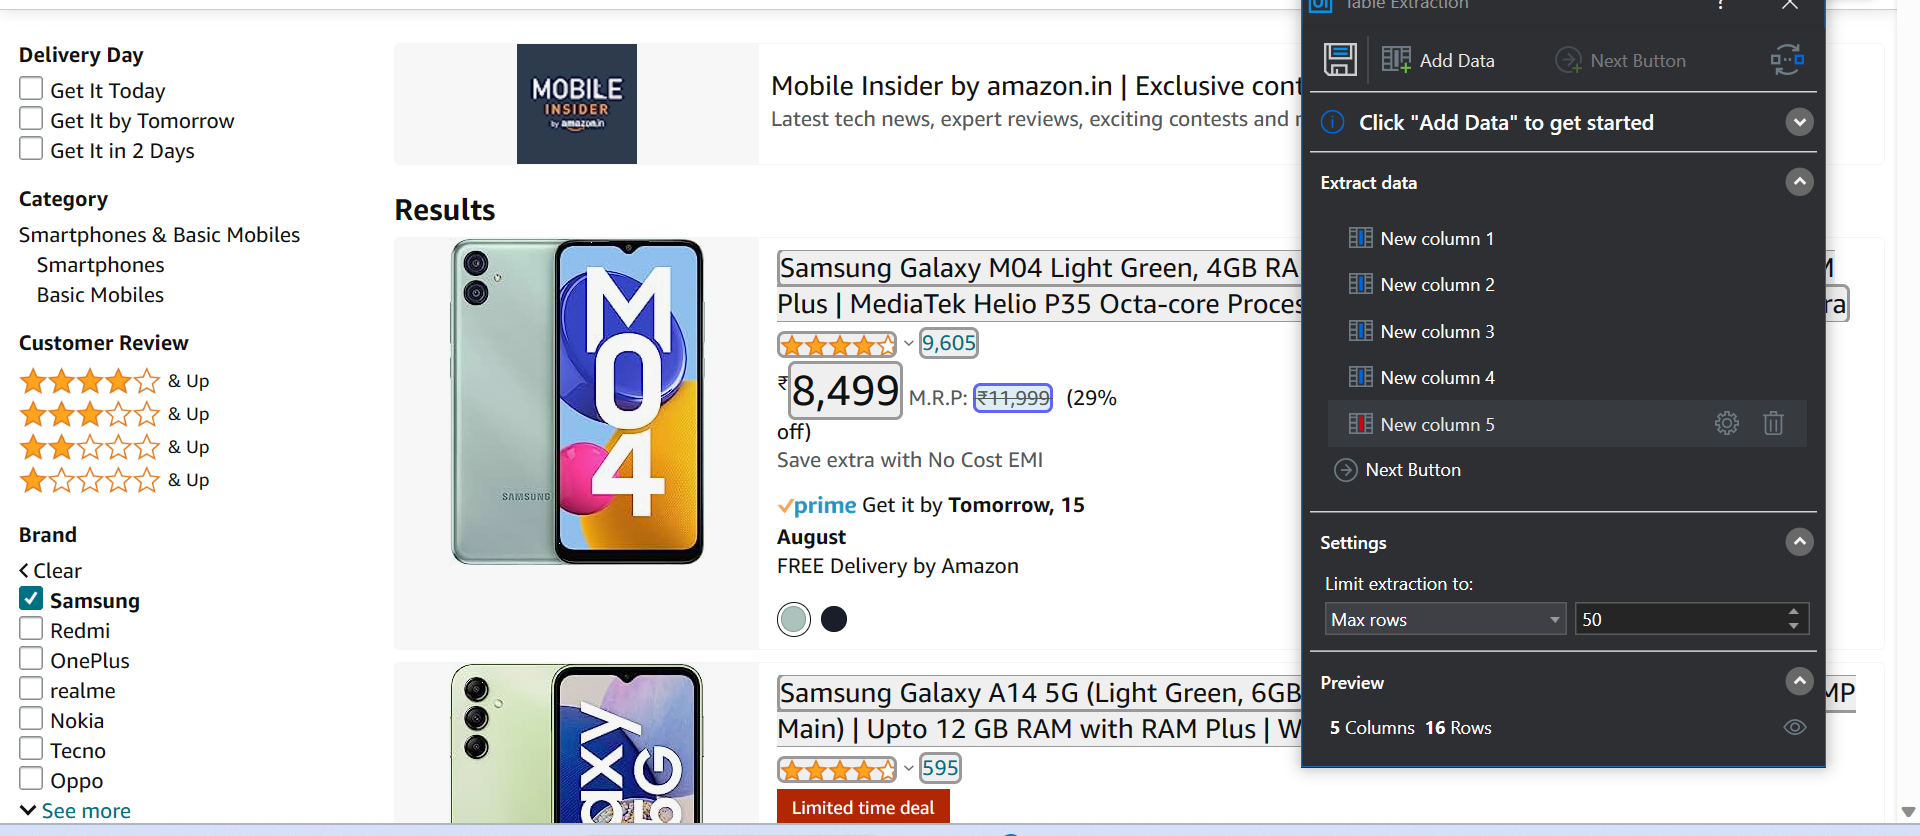 Delivery Day
Get It Today
Get It by Tomorrow
Get It in 2 Days
Category
Smartphones & Basic Mobiles
Smartphones
Basic Mobiles
Customer Review
& Up
& Up
& Up
& Up
Brand
Clear
Samsung
Redmi
OnePlus
realme
Nokia
Tecno
Oppo
See more
MOBILE
INSIDER
by amazon.in
Mobile Insider by amazon.in | Exclusive cont
Latest tech news, expert reviews, exciting contests and
Results
M
04
SAMSUNG
Samsung Galaxy M04 Light Green, 4GB RA
Plus | MediaTek Helio P35 Octa-core Proces
ra
9,605
₹8,499 M.R.P: ₹11,999 (29%
off)
Save extra with No Cost EMI
prime Get it by Tomorrow, 15
August
FREE Delivery by Amazon
axy
5G
Samsung Galaxy A14 5G (Light Green, 6GB
MP
Main) | Upto 12 GB RAM with RAM Plus | W
595
Limited time deal
UI Table Extraction ?
Add Data Next Button
Click "Add Data" to get started
Extract data
New column 1
New column 2
New column 3
New column 4
New column 5
Next Button
Settings
Limit extraction to:
Max rows 50
Preview
5 Columns 16 Rows